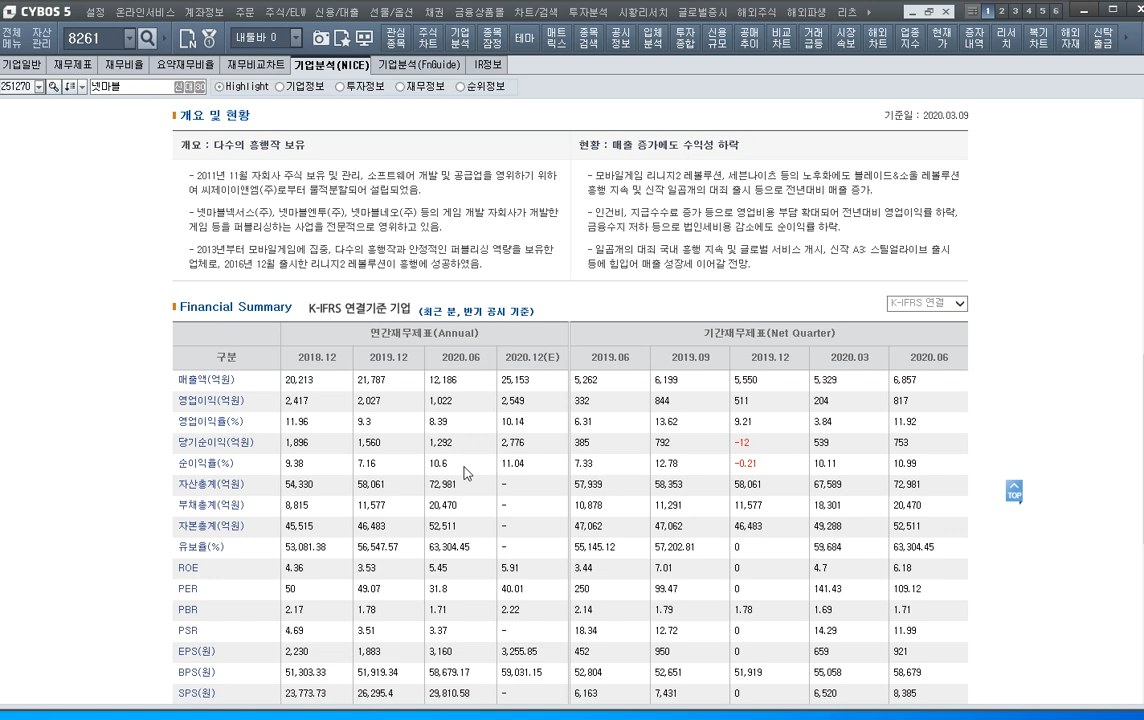 CYBOS 5 설정 온라인서비스 계좌정보 주문 주식/ELW 신용/대출 선물/옵션 채권 금융상품몰 차트/검색 투자분석 시황리서치 글로벌증시 해외주식 해외파생 리츠 1 2 3 4 5 6
전체메뉴 자산관리 8261 내툴바 0 관심종목 주식차트 기업분석 종목잠정 테마 매트릭스 종목검색 공시정보 입체분석 투자종합 신용규모 공매추이 비교차트 거래급등 시장속보 해외차트 업종지수 현재가 증자내역 리서치 복기차트 해외자재 신탁출금
기업일반 재무제표 재무비율 요약재무비율 재무비교차트 기업분석(NICE) 기업분석(FnGuide) IR정보
251270 넷마블 신 대 Highlight 기업정보 투자정보 재무정보 순위정보
개요 및 현황 기준일 : 2020.03.09
개요 : 다수의 흥행작 보유 현황 : 매출 증가에도 수익성 하락
- 2011년 11월 자회사 주식 보유 및 관리, 소프트웨어 개발 및 공급업을 영위하기 위하
여 씨제이이앤엠(주)로부터 물적분할되어 설립되었음.
- 넷마블넥서스(주), 넷마블엔투(주), 넷마블네오(주) 등의 게임 개발 자회사가 개발한
게임 등을 퍼블리싱하는 사업을 전문적으로 영위하고 있음.
- 2013년부터 모바일게임에 집중, 다수의 흥행작과 안정적인 퍼블리싱 역량을 보유한
업체로, 2016년 12월 출시한 리니지2 레볼루션이 흥행에 성공하였음.
- 모바일게임 리니지2 레볼루션, 세븐나이츠 등의 노후화에도 블레이드&소울 레볼루션
흥행 지속 및 신작 일곱개의 대죄 출시 등으로 전년대비 매출 증가.
- 인건비, 지급수수료 증가 등으로 영업비용 부담 확대되어 전년대비 영업이익률 하락,
금융수지 저하 등으로 법인세비용 감소에도 순이익률 하락.
- 일곱개의 대죄 국내 흥행 지속 및 글로벌 서비스 개시, 신작 A3: 스틸얼라이브 출시
등에 힘입어 매출 성장세 이어갈 전망.
Financial Summary K-IFRS 연결기준 기업 (최근 분, 반기 공시 기준) K-IFRS 연결
연간재무제표(Annual) 기간재무제표(Net Quarter)
구분 2018.12 2019.12 2020.06 2020.12(E) 2019.06 2019.09 2019.12 2020.03 2020.06
매출액(억원) 20,213 21,787 12,186 25,153 5,262 6,199 5,550 5,329 6,857
영업이익(억원) 2,417 2,027 1,022 2,549 332 844 511 204 817
영업이익률(%) 11.96 9.3 8.39 10.14 6.31 13.62 9.21 3.84 11.92
당기순이익(억원) 1,896 1,560 1,292 2,776 385 792 -12 539 753
순이익률(%) 9.38 7.16 10.6 11.04 7.33 12.78 -0.21 10.11 10.99
자산총계(억원) 54,330 58,061 72,981 - 57,939 58,353 58,061 67,589 72,981
부채총계(억원) 8,815 11,577 20,470 - 10,878 11,291 11,577 18,301 20,470
자본총계(억원) 45,515 46,483 52,511 - 47,062 47,062 46,483 49,288 52,511
유보율(%) 53,081.38 56,547.57 63,304.45 - 55,145.12 57,202.81 0 59,684 63,304.45
ROE 4.36 3.53 5.45 5.91 3.44 7.01 0 4.7 6.18
PER 50 49.07 31.8 40.01 250 99.47 0 141.43 109.12
PBR 2.17 1.78 1.71 2.22 2.14 1.79 1.78 1.69 1.71
PSR 4.69 3.51 3.37 - 18.34 12.72 0 14.29 11.99
EPS(원) 2,230 1,883 3,160 3,255.85 452 950 0 659 921
BPS(원) 51,303.33 51,919.34 58,679.17 59,031.15 52,804 52,651 51,919 55,058 58,679
SPS(원) 23,773.73 26,295.4 29,810.58 - 6,163 7,431 0 6,520 8,385
TOP